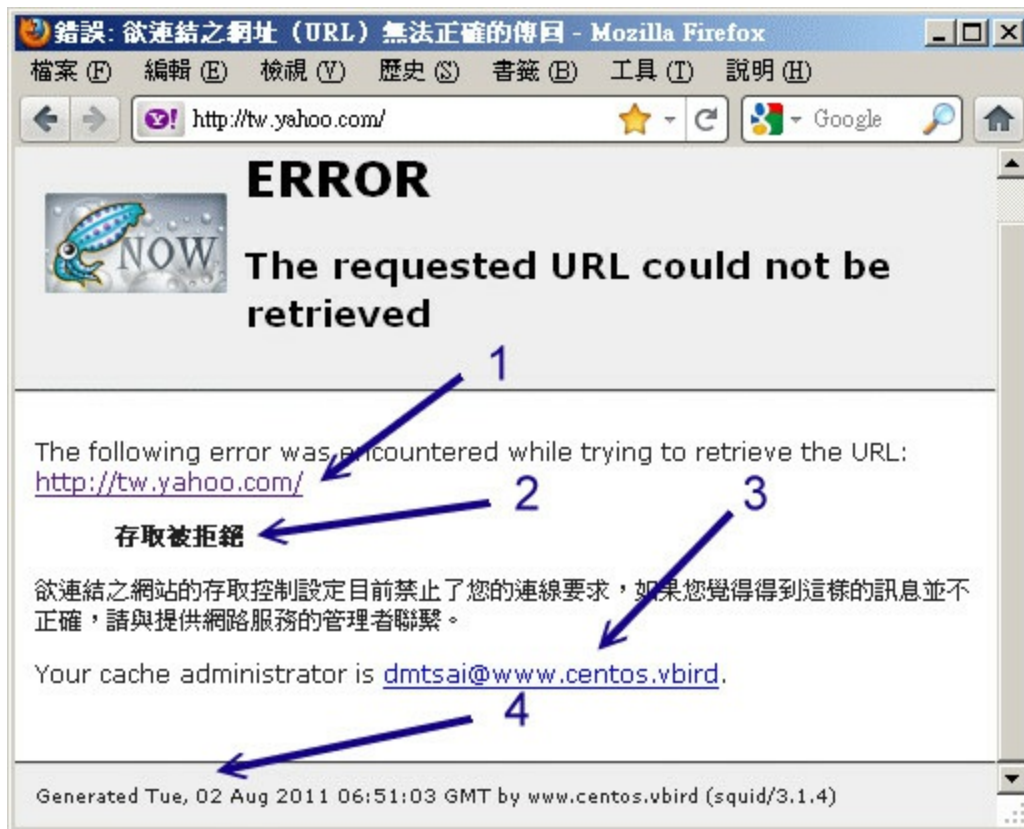 錯誤: 欲連結之網址（URL）無法正確的傳回 - Mozilla Firefox
檔案 (F) 編輯 (E) 檢視 (V) 歷史 (S) 書籤 (B) 工具 (T) 說明 (H)
http://tw.yahoo.com/ Google
ERROR
NOW
The requested URL could not be
retrieved
1
The following error was encountered while trying to retrieve the URL:
http://tw.yahoo.com/
2
3
存取被拒絕
欲連結之網站的存取控制設定目前禁止了您的連線要求，如果您覺得得到這樣的訊息並不
正確，請與提供網路服務的管理者聯繫。
Your cache administrator is dmtsai@www.centos.vbird.
4
Generated Tue, 02 Aug 2011 06:51:03 GMT by www.centos.vbird (squid/3.1.4)